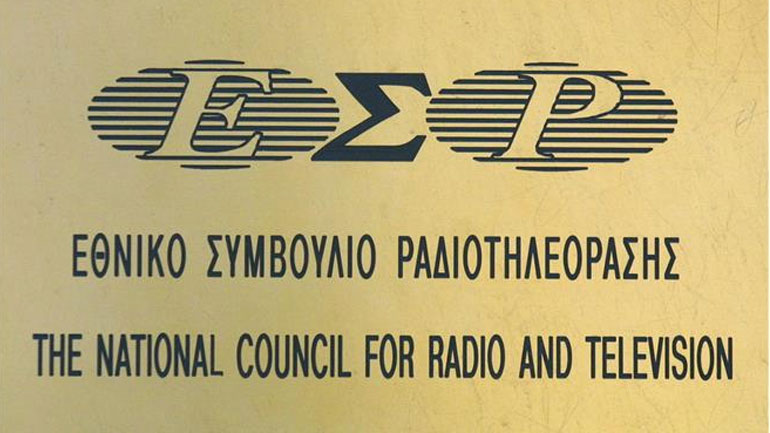 ΕΣΡ
ΕΘΝΙΚΟ ΣΥΜΒΟΥΛΙΟ ΡΑΔΙΟΤΗΛΕΟΡΑΣΗΣ
THE NATIONAL COUNCIL FOR RADIO AND TELEVISION